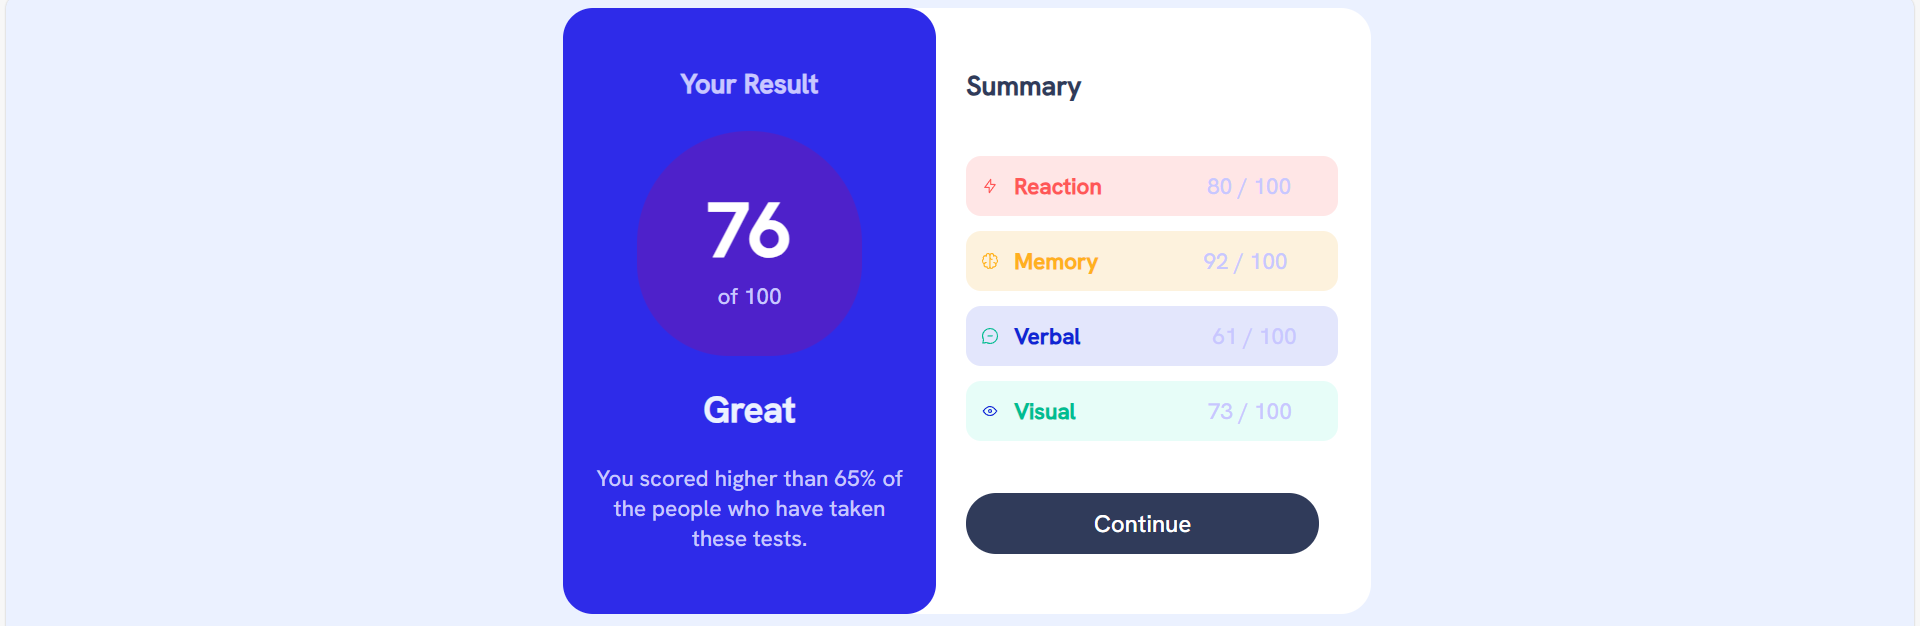 Your Result
76
of 100
Great
You scored higher than 65% of
the people who have taken
these tests.
Summary
Reaction 80 / 100
Memory 92 / 100
Verbal 61 / 100
Visual 73 / 100
Continue